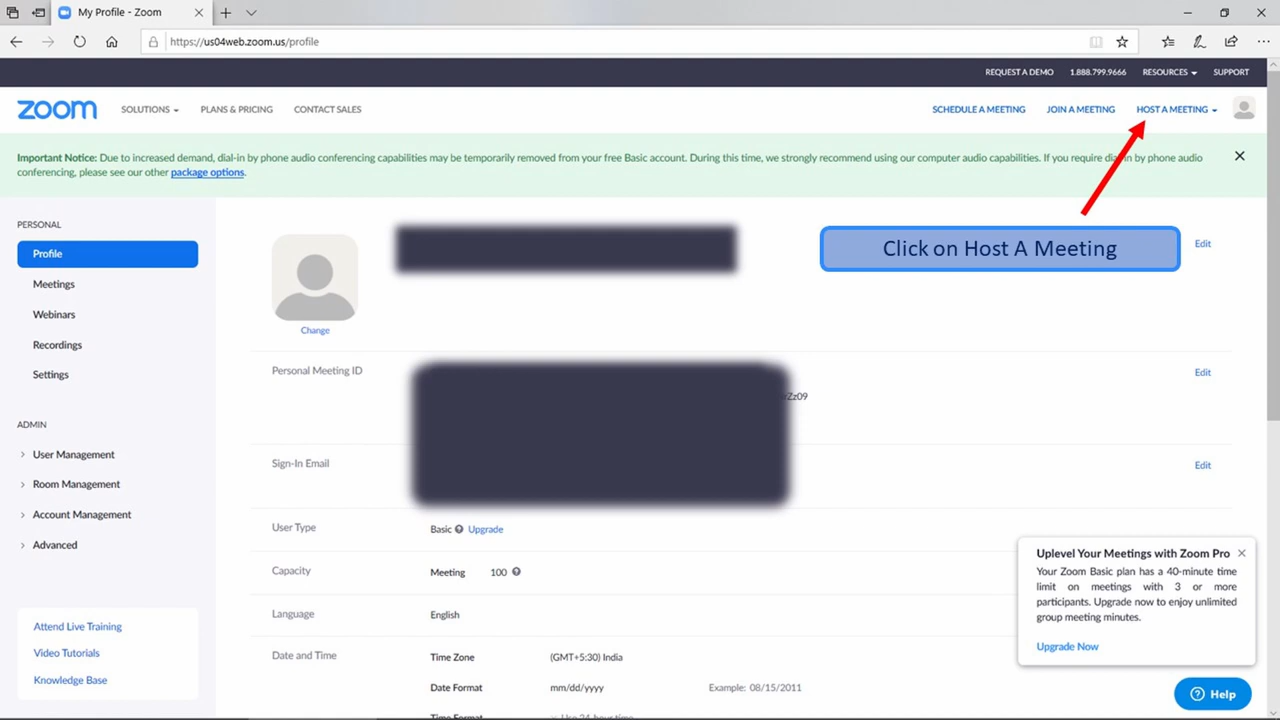 My Profile - Zoom
https://us04web.zoom.us/profile
REQUEST A DEMO 1.888.799.9666 RESOURCES SUPPORT
zoom SOLUTIONS PLANS & PRICING CONTACT SALES SCHEDULE A MEETING JOIN A MEETING HOST A MEETING
Important Notice: Due to increased demand, dial-in by phone audio conferencing capabilities may be temporarily removed from your free Basic account. During this time, we strongly recommend using our computer audio capabilities. If you require dial-in by phone audio
conferencing, please see our other package options.
PERSONAL
Profile
Meetings
Webinars
Recordings
Settings
ADMIN
User Management
Room Management
Account Management
Advanced
Attend Live Training
Video Tutorials
Knowledge Base
Change
Click on Host A Meeting
Edit
Personal Meeting ID
Edit
Sign-In Email
Edit
User Type Basic Upgrade
Capacity Meeting 100
Language English
Date and Time Time Zone (GMT+5:30) India
Date Format mm/dd/yyyy Example: 08/15/2011
Time Format Use 24-hour time
Uplevel Your Meetings with Zoom Pro
Your Zoom Basic plan has a 40-minute time
limit on meetings with 3 or more
participants. Upgrade now to enjoy unlimited
group meeting minutes.
Upgrade Now
Help